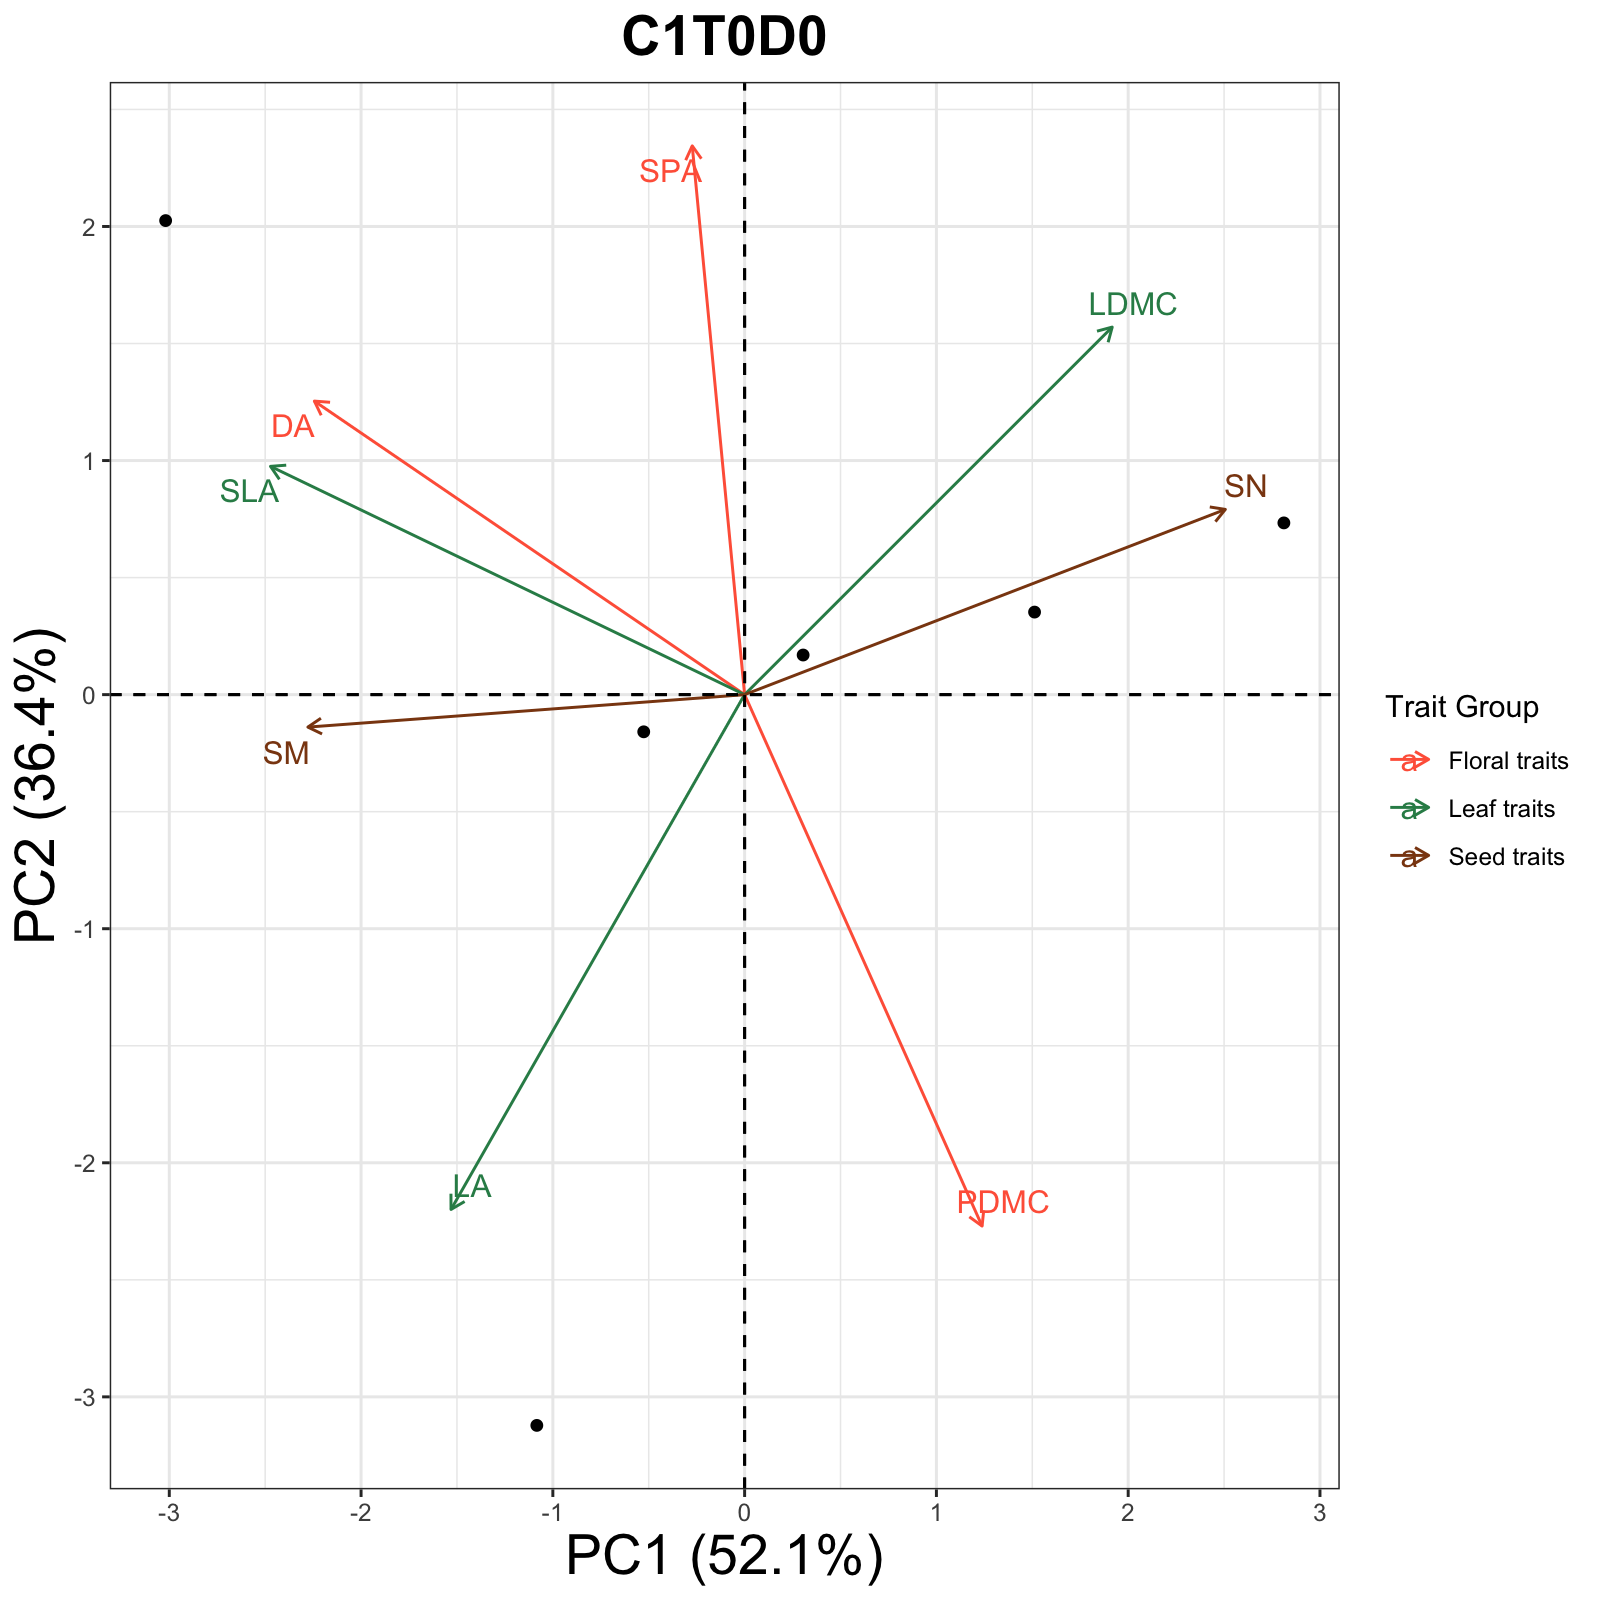 C1T0D0
SPA
LDMC
DA
SLA
SN
SM
LA
PDMC
2
1
0
-1
-2
-3
-3
-2
-1
0
1
2
3
PC2 (36.4%)
PC1 (52.1%)
Trait Group
a Floral traits
a Leaf traits
a Seed traits